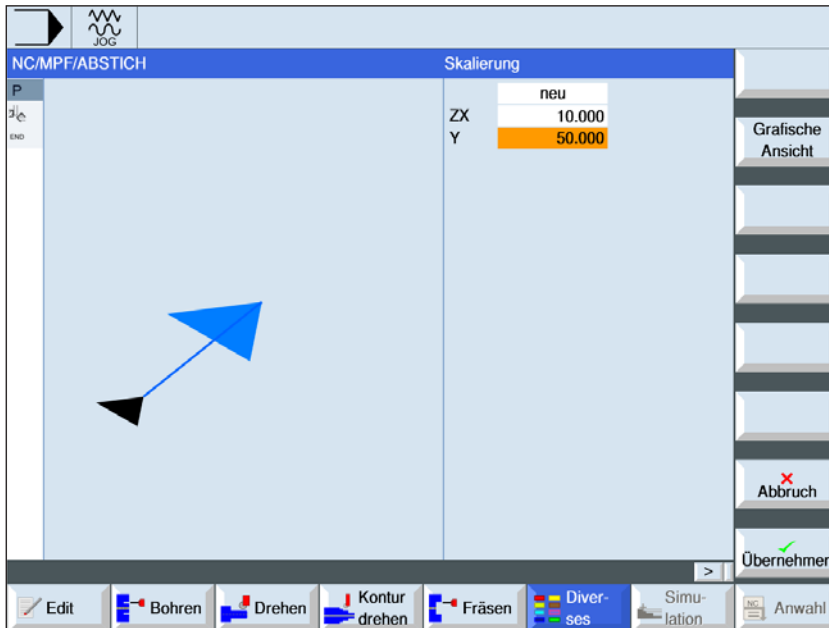 JOG
NC/MPF/ABSTICH
Skalierung
P
END
neu
ZX 10.000
Y 50.000
Grafische
Ansicht
Abbruch
Übernehmen
>
Edit
Bohren
Drehen
Kontur
drehen
Fräsen
Diver-
ses
Simu-
lation
NC
Anwahl